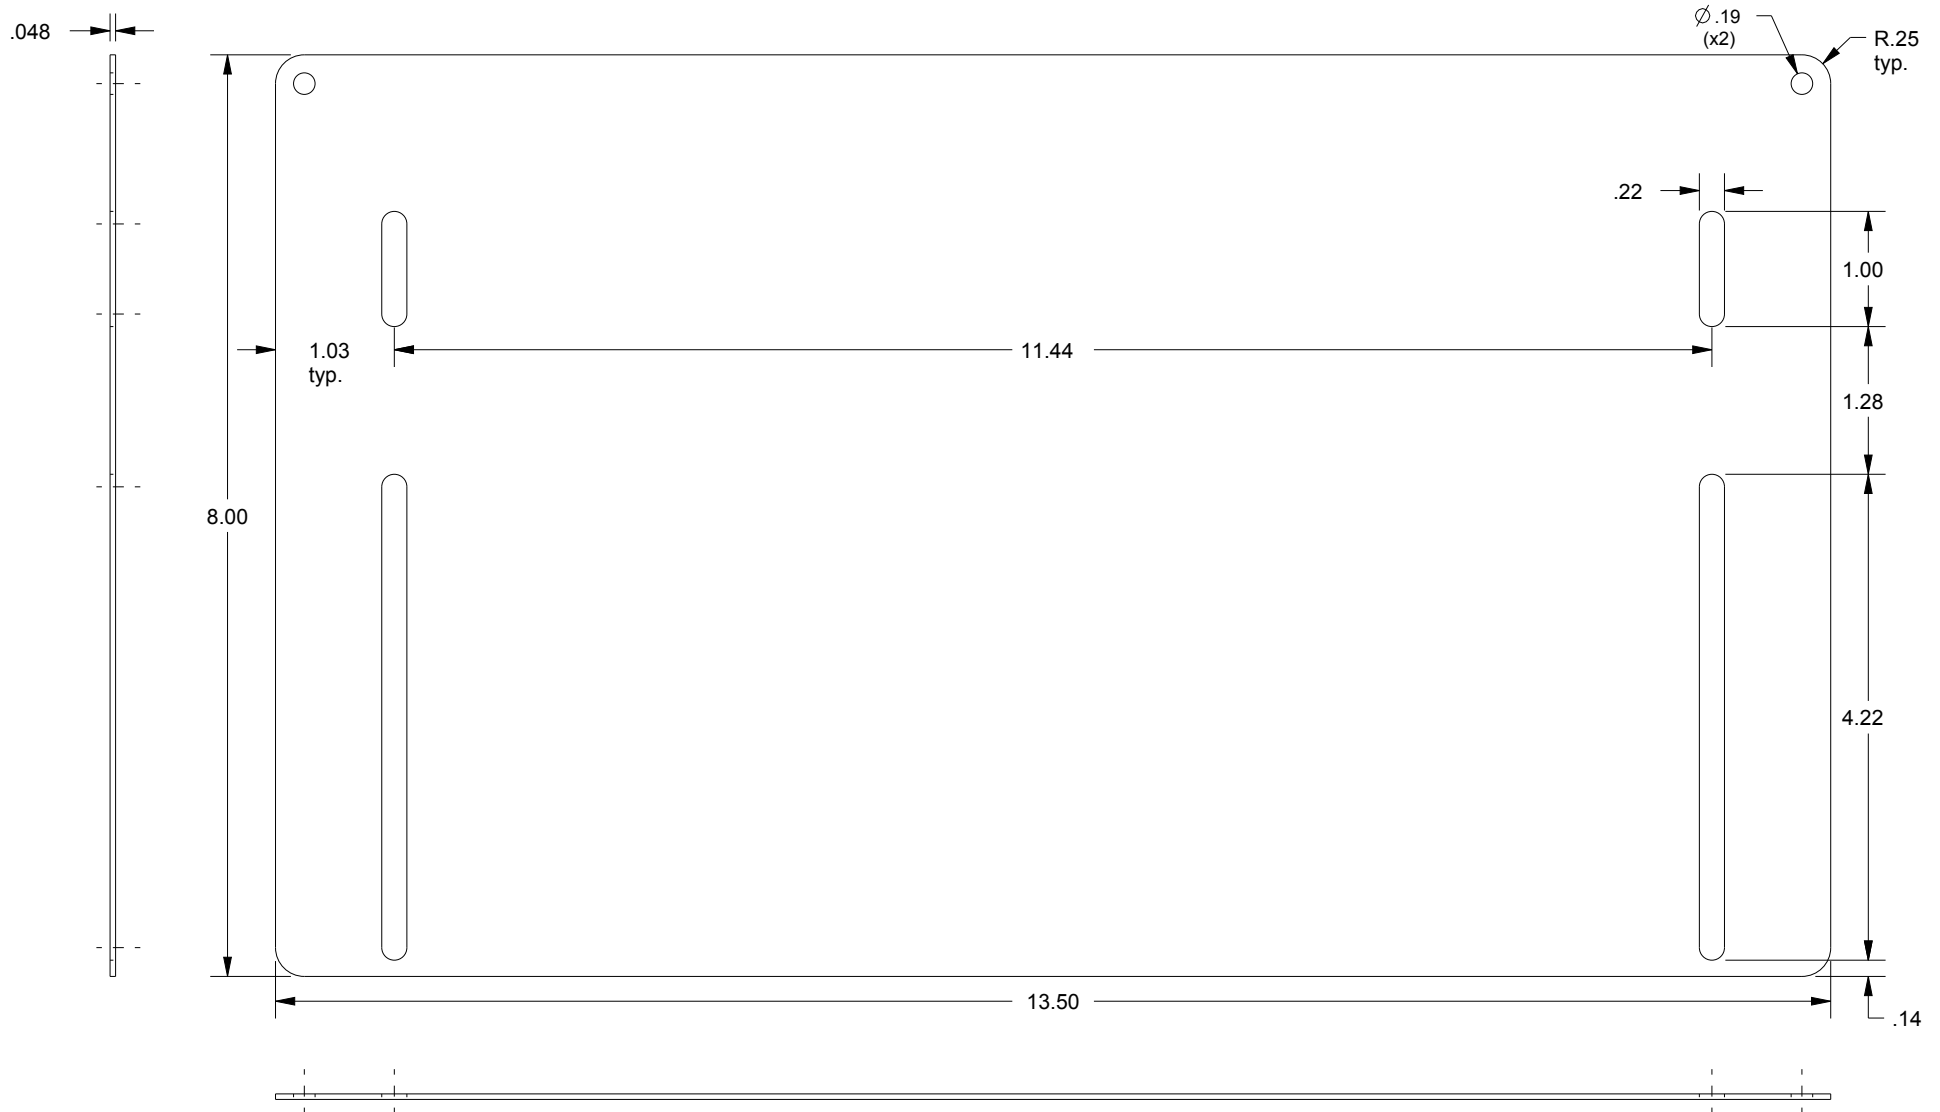 .048
⌀ .19
(x2)
R.25
typ.
.22
1.00
1.03
typ.
11.44
1.28
8.00
4.22
13.50
.14